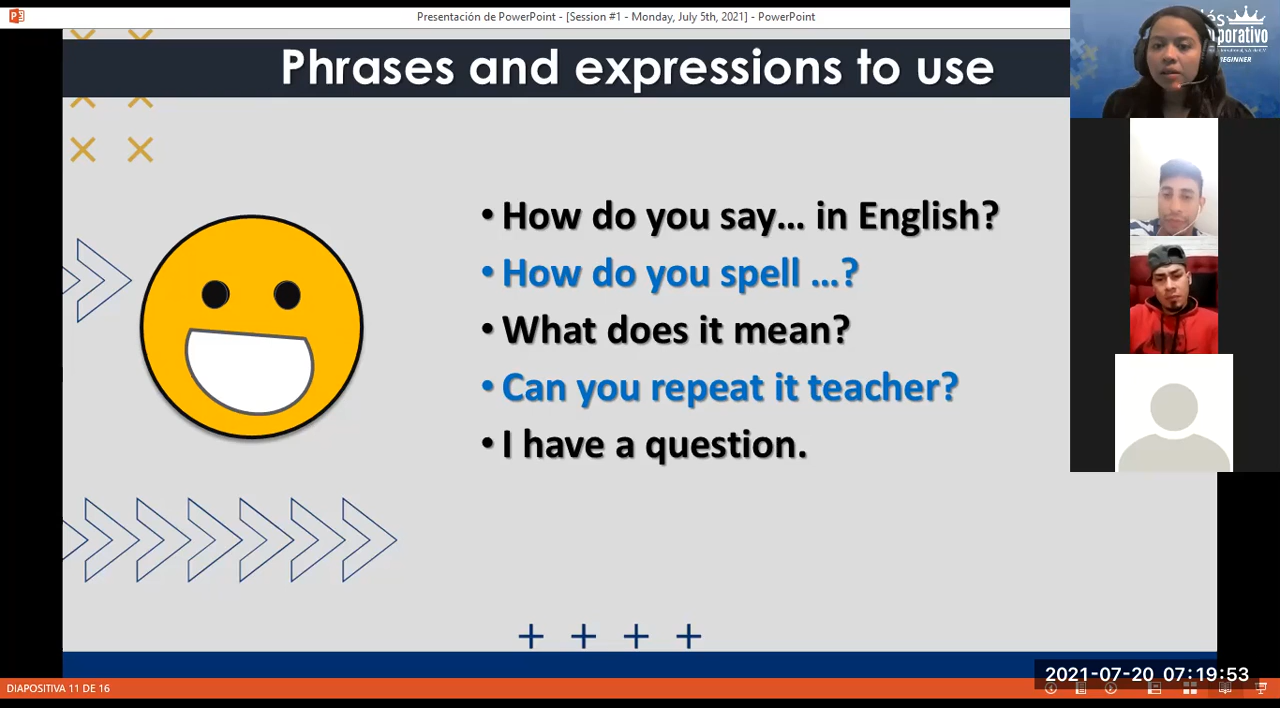 Presentación de PowerPoint - [Session #1 - Monday, July 5th, 2021] - PowerPoint
Phrases and expressions to use
BEGINNER
• How do you say... in English?
• How do you spell ...?
• What does it mean?
• Can you repeat it teacher?
• I have a question.
2021-07-20 07:19:53
DIAPOSITIVA 11 DE 16